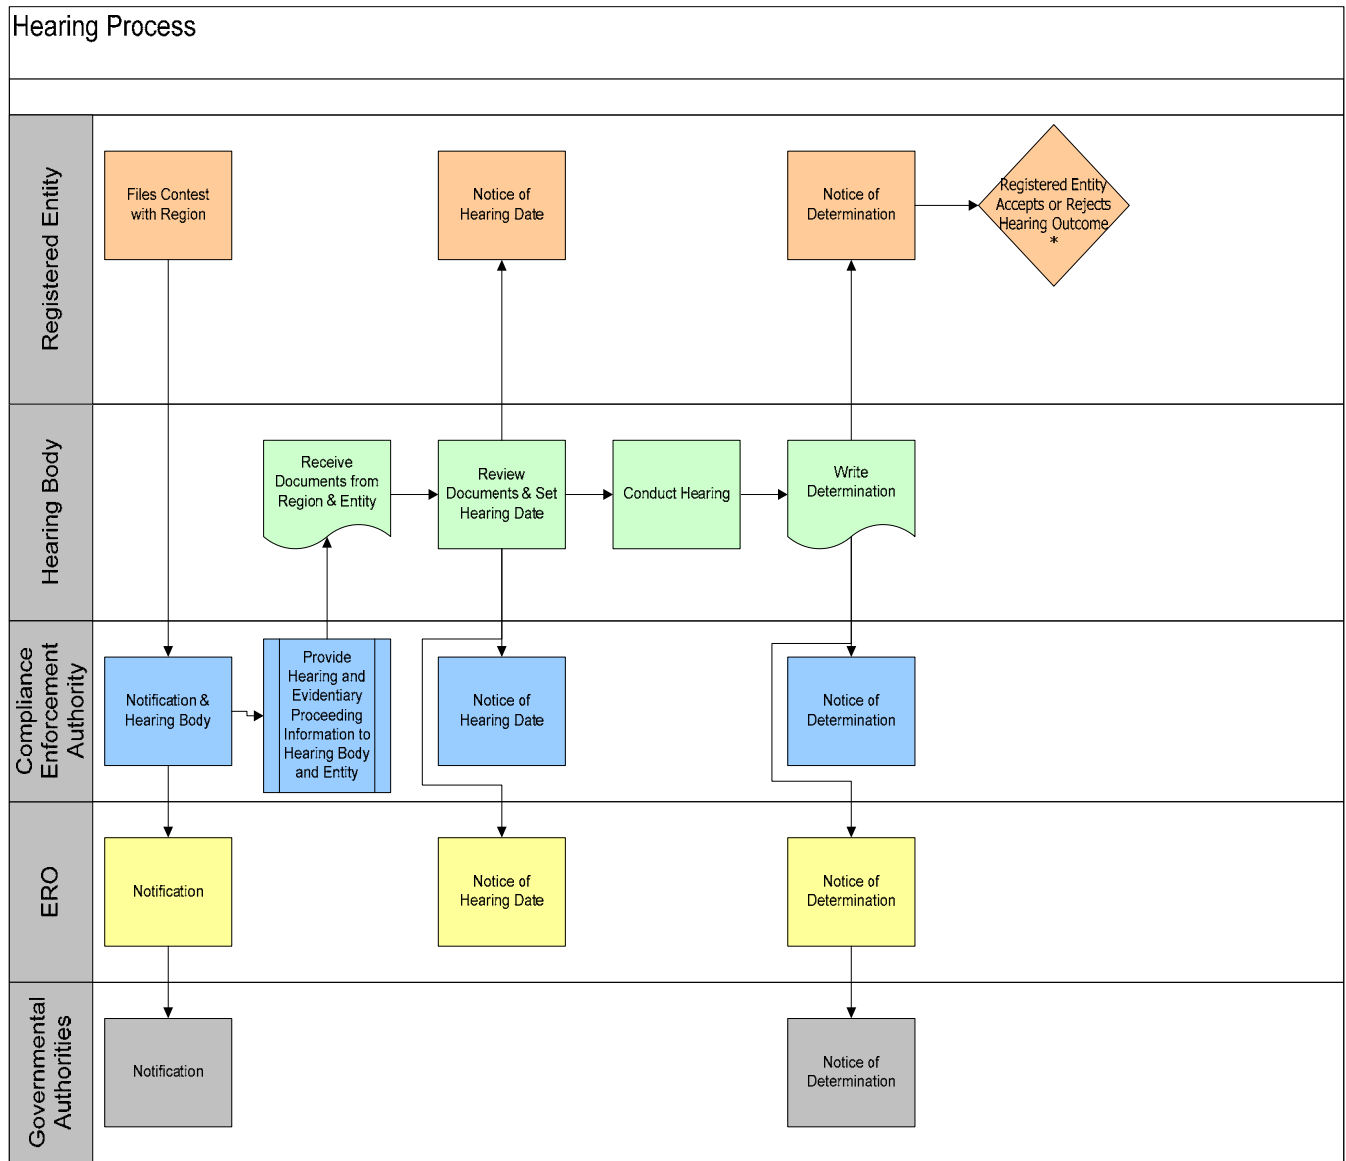 Hearing Process
Registered Entity
Files Contest
with Region
Notice of
Hearing Date
Notice of
Determination
Registered Entity
Accepts or Rejects
Hearing Outcome
*
Hearing Body
Receive
Documents from
Region & Entity
Review
Documents & Set
Hearing Date
Conduct Hearing
Write
Determination
Compliance
Enforcement
Authority
Notification &
Hearing Body
Provide
Hearing and
Evidentiary
Proceeding
Information to
Hearing Body
and Entity
Notice of
Hearing Date
Notice of
Determination
ERO
Notification
Notice of
Hearing Date
Notice of
Determination
Governmental
Authorities
Notification
Notice of
Determination